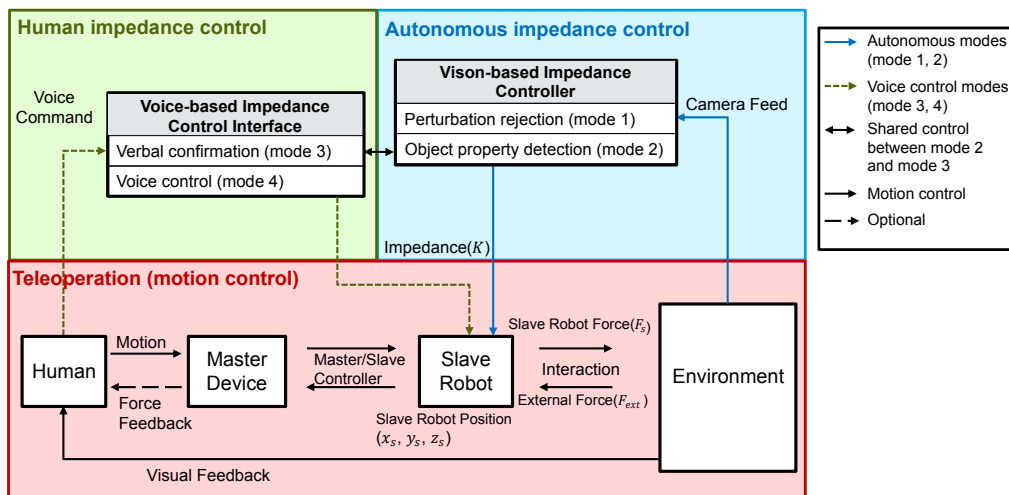 Human impedance control
Autonomous impedance control
Voice
Command
Voice-based Impedance
Control Interface
Verbal confirmation (mode 3)
Voice control (mode 4)
Vison-based Impedance
Controller
Perturbation rejection (mode 1)
Object property detection (mode 2)
Camera Feed
Impedance(K)
Autonomous modes
(mode 1, 2)
Voice control modes
(mode 3, 4)
Shared control
between mode 2
and mode 3
Motion control
Optional
Teleoperation (motion control)
Human
Motion
Force
Feedback
Master
Device
Master/Slave
Controller
Slave
Robot
Slave Robot Position
(xₛ, yₛ, zₛ)
Slave Robot Force(Fₛ)
Interaction
External Force(Fₑₓₜ)
Environment
Visual Feedback